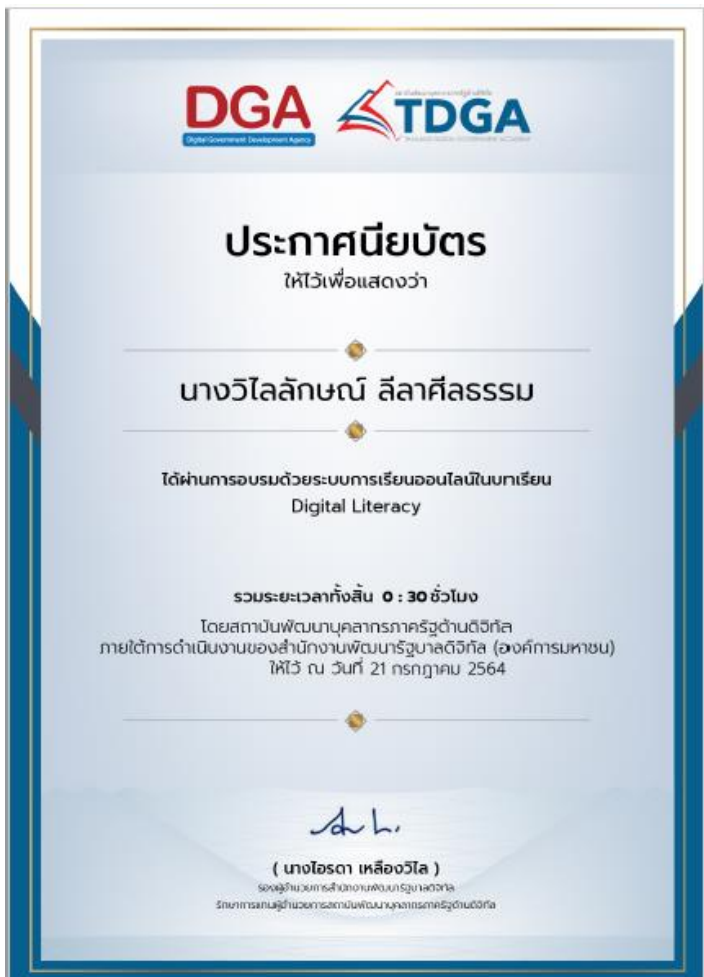 DGA
Digital Government Development Agency
TDGA
THAILAND DIGITAL GOVERNMENT ACADEMY
ประกาศนียบัตร
ให้ไว้เพื่อแสดงว่า
นางวิไลลักษณ์ ลีลาศีลธรรม
ได้ผ่านการอบรมด้วยระบบการเรียนออนไลน์ในบทเรียน
Digital Literacy
รวมระยะเวลาทั้งสิ้น 0 : 30 ชั่วโมง
โดยสถาบันพัฒนาบุคลากรภาครัฐด้านดิจิทัล
ภายใต้การดำเนินงานของสำนักงานพัฒนารัฐบาลดิจิทัล (องค์การมหาชน)
ให้ไว้ ณ วันที่ 21 กรกฎาคม 2564
( นางไอรดา เหลืองวิไล )
รองผู้อำนวยการสำนักงานพัฒนารัฐบาลดิจิทัล
รักษาการแทนผู้อำนวยการสถาบันพัฒนาบุคลากรภาครัฐด้านดิจิทัล